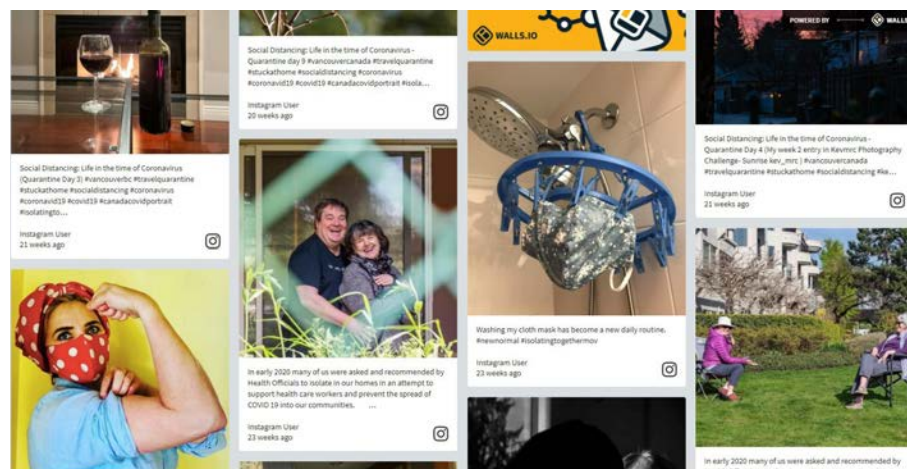 Social Distancing: Life in the time of Coronavirus
(Quarantine Day 3) #vancouverbc #travelquarantine
#stuckathome #socialdistancing #coronavirus
#coronavid19 #covid19 #canadacovidportrait
#isolatingto...
Instagram User
21 weeks ago
Social Distancing: Life in the time of Coronavirus -
Quarantine day 9 #vancouvercanada #travelquarantine
#stuckathome #socialdistancing #coronavirus
#coronavid19 #covid19 #canadacovidportrait #isola...
Instagram User
20 weeks ago
In early 2020 many of us were asked and recommended by
Health Officials to isolate in our homes in an attempt to
support health care workers and prevent the spread of
COVID 19 into our communities. ...
Instagram User
23 weeks ago
WALLS.IO
Washing my cloth mask has become a new daily routine.
#newnormal #isolatingtogethermov
Instagram User
23 weeks ago
POWERED BY WALLS
Social Distancing: Life in the time of Coronavirus -
Quarantine Day 4 (My week 2 entry in Kevmrc Photography
Challenge- Sunrise kev_mrc ) #vancouvercanada
#travelquarantine #stuckathome #socialdistancing #ke...
Instagram User
21 weeks ago
In early 2020 many of us were asked and recommended by